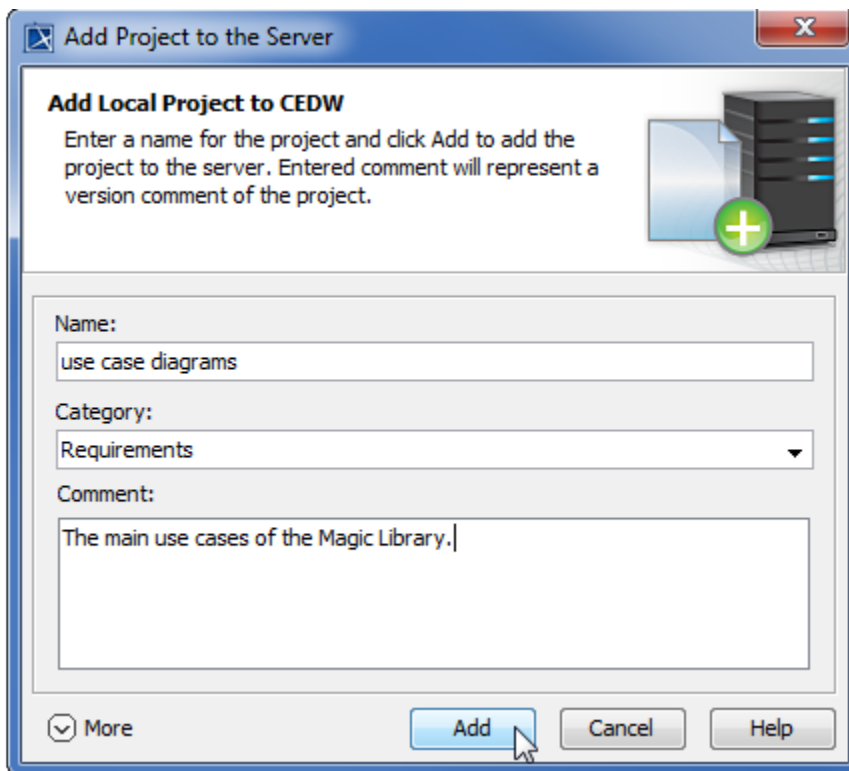 Add Project to the Server
Add Local Project to CEDW
Enter a name for the project and click Add to add the
project to the server. Entered comment will represent a
version comment of the project.
Name:
use case diagrams
Category:
Requirements
Comment:
The main use cases of the Magic Library.
More
Add
Cancel
Help